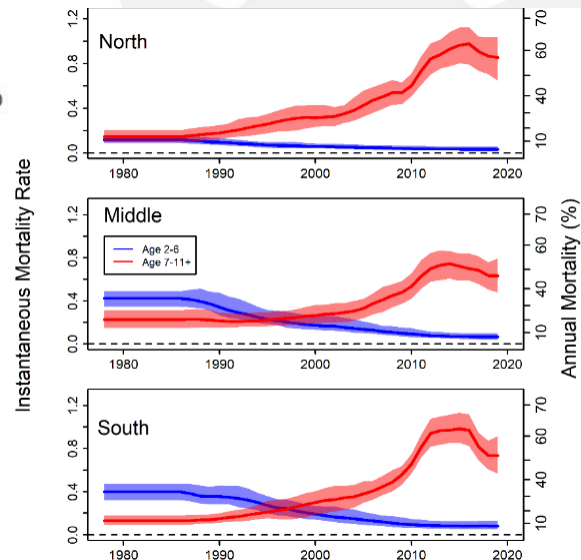 North
0.0 0.4 0.8 1.2
10 40 60 70
1980 1990 2000 2010 2020
Middle
Age 2-6
Age 7-11+
0.0 0.4 0.8 1.2
10 40 60 70
1980 1990 2000 2010 2020
South
0.0 0.4 0.8 1.2
10 40 60 70
1980 1990 2000 2010 2020
Instantaneous Mortality Rate
Annual Mortality (%)